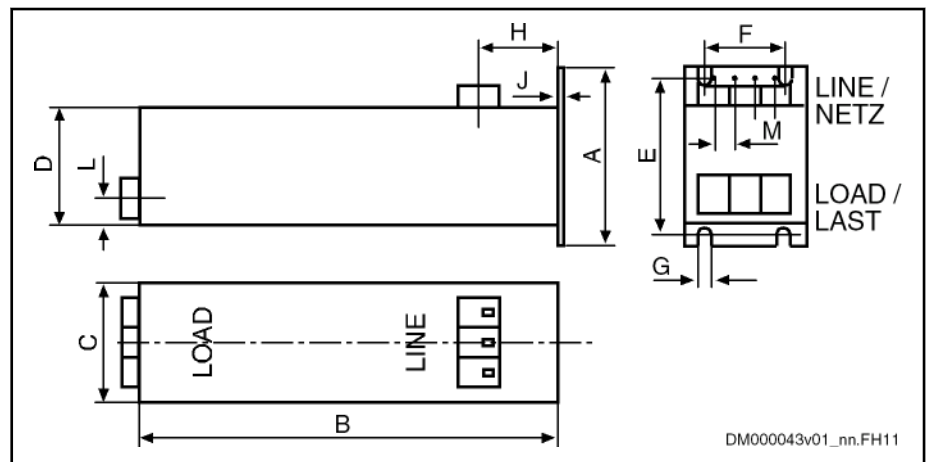 H
J
D
L
A
F
LINE /
NETZ
M
E
LOAD /
LAST
G
C
LOAD
LINE
B
DM000043v01_nn.FH11